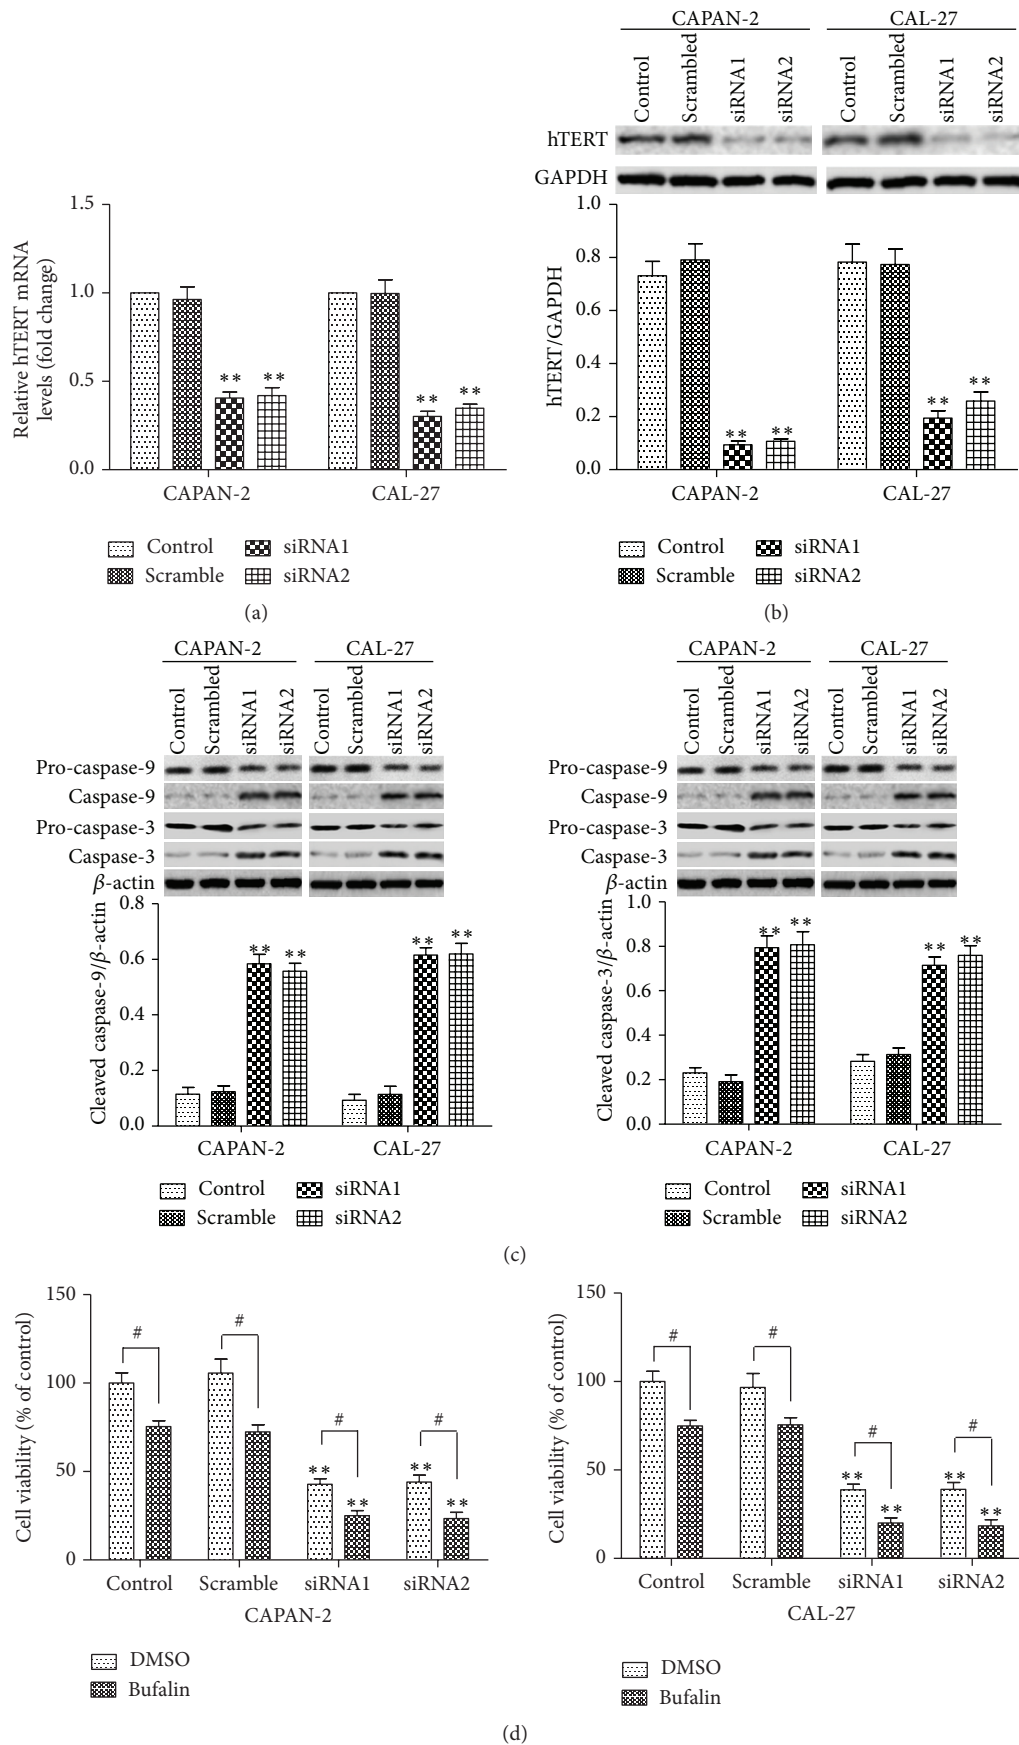 CAPAN-2 CAL-27
Control Scrambled siRNA1 siRNA2 Control Scrambled siRNA1 siRNA2
hTERT
GAPDH
Relative hTERT mRNA
levels (fold change)
1.5
1.0
0.5
0.0
** ** ** **
CAPAN-2 CAL-27
Control siRNA1
Scramble siRNA2
(a)
hTERT/GAPDH
1.0
0.8
0.6
0.4
0.2
0.0
** ** ** **
CAPAN-2 CAL-27
Control siRNA1
Scramble siRNA2
(b)
CAPAN-2 CAL-27
Control Scrambled siRNA1 siRNA2 Control Scrambled siRNA1 siRNA2
Pro-caspase-9
Caspase-9
Pro-caspase-3
Caspase-3
β-actin
Cleaved caspase-9/β-actin
0.8
0.6
0.4
0.2
0.0
** ** ** **
CAPAN-2 CAL-27
Control siRNA1
Scramble siRNA2
CAPAN-2 CAL-27
Control Scrambled siRNA1 siRNA2 Control Scrambled siRNA1 siRNA2
Pro-caspase-9
Caspase-9
Pro-caspase-3
Caspase-3
β-actin
Cleaved caspase-3/β-actin
1.0
0.8
0.6
0.4
0.2
0.0
** ** ** **
CAPAN-2 CAL-27
Control siRNA1
Scramble siRNA2
(c)
Cell viability (% of control)
150
100
50
0
# # # #
** ** ** **
Control Scramble siRNA1 siRNA2
CAPAN-2
DMSO
Bufalin
Cell viability (% of control)
150
100
50
0
# # # #
** ** ** **
Control Scramble siRNA1 siRNA2
CAL-27
DMSO
Bufalin
(d)